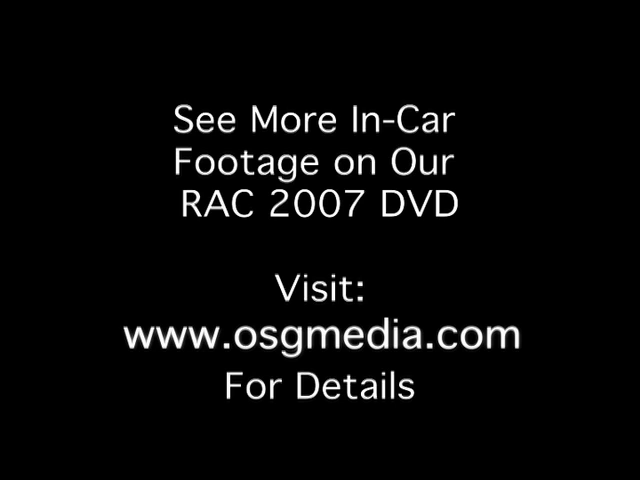 See More In-Car
Footage on Our
RAC 2007 DVD
Visit:
www.osgmedia.com
For Details